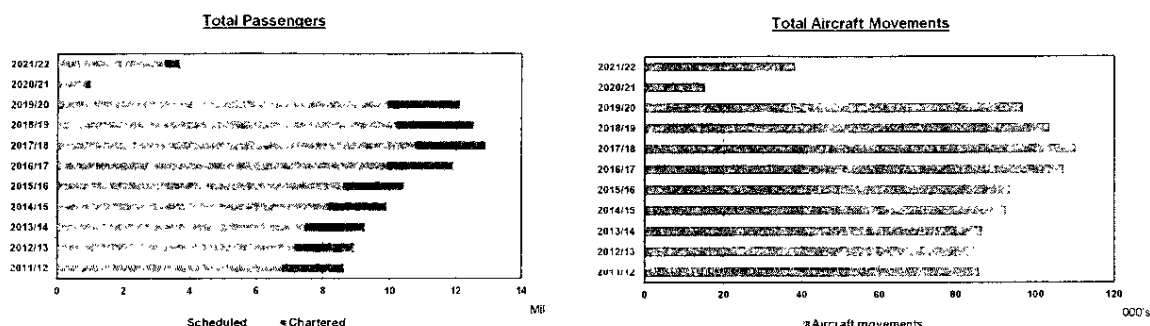 Total Passengers
2021/22
2020/21
2019/20
2018/19
2017/18
2016/17
2015/16
2014/15
2013/14
2012/13
2011/12
0 2 4 6 8 10 12 14
Mil
Scheduled Chartered
Total Aircraft Movements
2021/22
2020/21
2019/20
2018/19
2017/18
2016/17
2015/16
2014/15
2013/14
2012/13
2011/12
0 20 40 60 80 100 120
000's
Aircraft movements